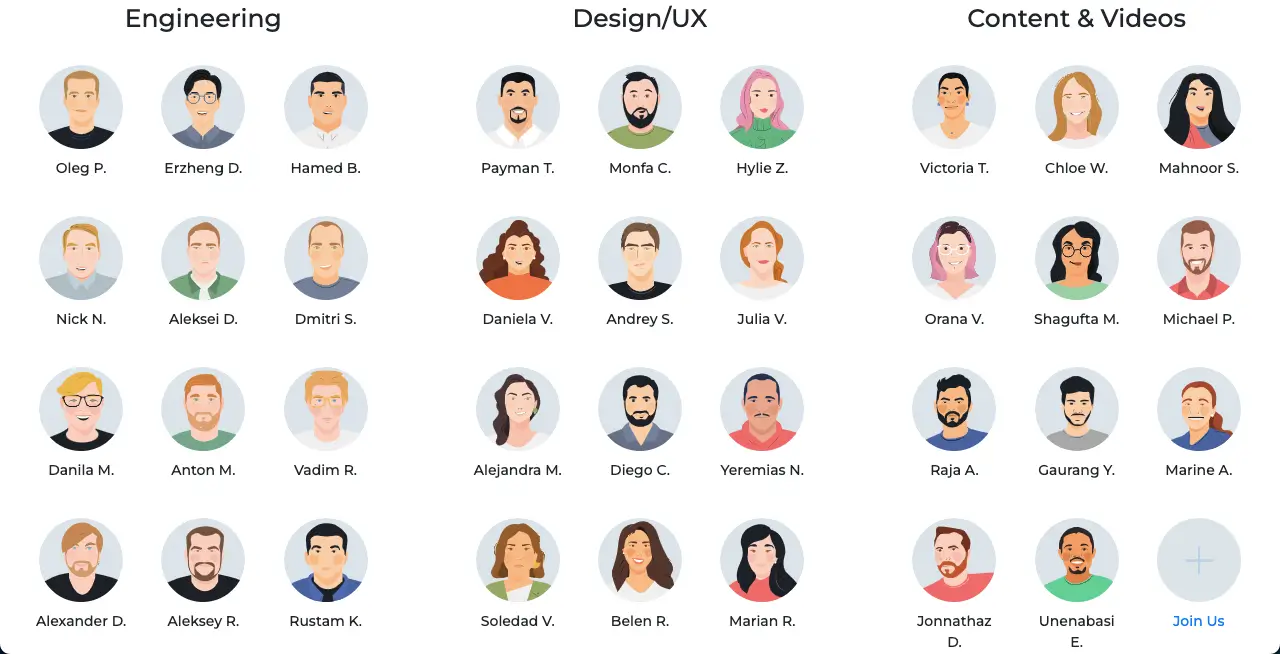 Engineering
Oleg P.
Erzheng D.
Hamed B.
Nick N.
Aleksei D.
Dmitri S.
Danila M.
Anton M.
Vadim R.
Alexander D.
Aleksey R.
Rustam K.
Design/UX
Payman T.
Monfa C.
Hylie Z.
Daniela V.
Andrey S.
Julia V.
Alejandra M.
Diego C.
Yeremias N.
Soledad V.
Belen R.
Marian R.
Content & Videos
Victoria T.
Chloe W.
Mahnoor S.
Orana V.
Shagufta M.
Michael P.
Raja A.
Gaurang Y.
Marine A.
Jonnathaz
D.
Unenabasi
E.
Join Us